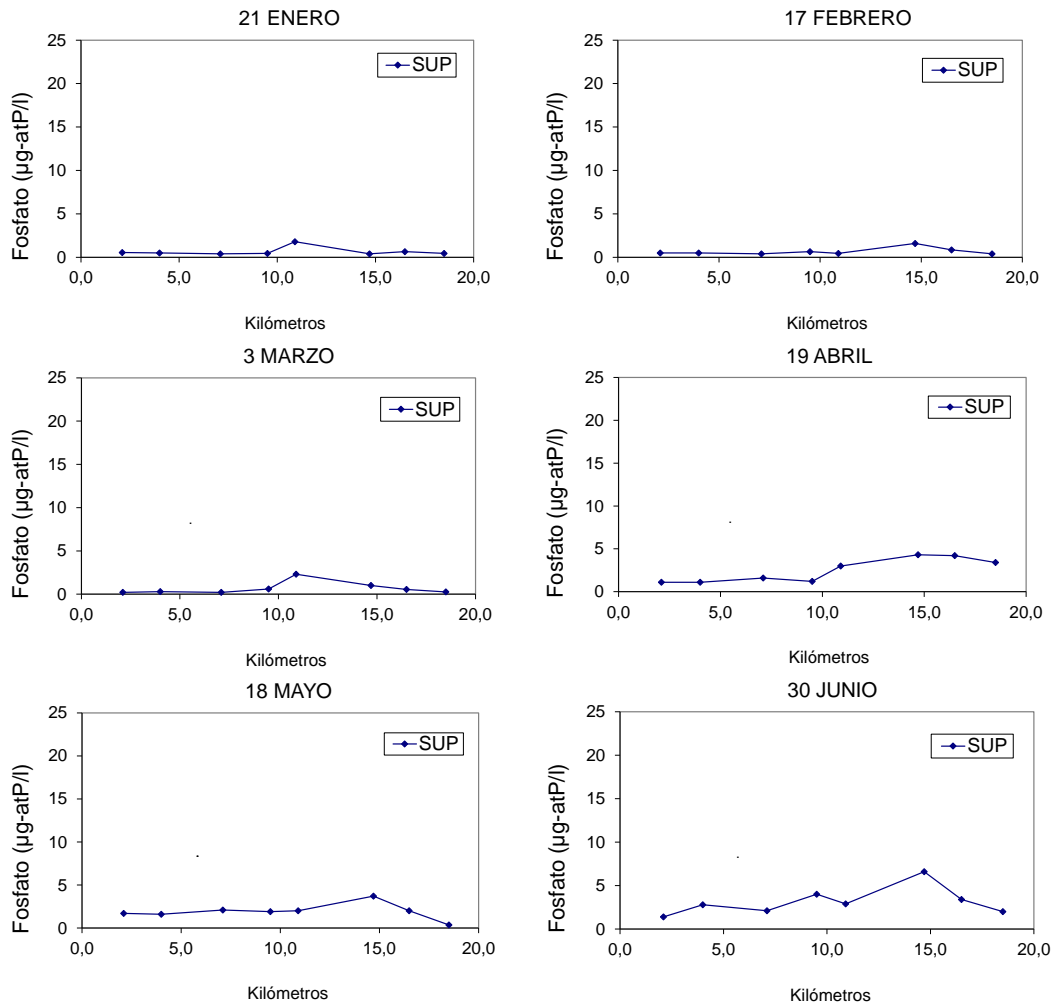 21 ENERO
Fosfato (µg-atP/l)
25
20
15
10
5
0
SUP
0,0 5,0 10,0 15,0 20,0
Kilómetros
17 FEBRERO
Fosfato (µg-atP/l)
25
20
15
10
5
0
SUP
0,0 5,0 10,0 15,0 20,0
Kilómetros
3 MARZO
Fosfato (µg-atP/l)
25
20
15
10
5
0
SUP
0,0 5,0 10,0 15,0 20,0
Kilómetros
19 ABRIL
Fosfato (µg-atP/l)
25
20
15
10
5
0
SUP
0,0 5,0 10,0 15,0 20,0
Kilómetros
18 MAYO
Fosfato (µg-atP/l)
25
20
15
10
5
0
SUP
0,0 5,0 10,0 15,0 20,0
Kilómetros
30 JUNIO
Fosfato (µg-atP/l)
25
20
15
10
5
0
SUP
0,0 5,0 10,0 15,0 20,0
Kilómetros